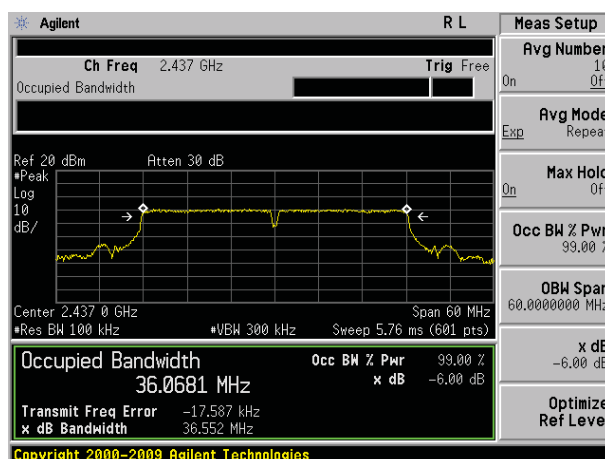 Agilent R L
Meas Setup
Avg Number
10
On Off
Ch Freq 2.437 GHz Trig Free
Occupied Bandwidth
Avg Mode
Exp Repeat
Ref 20 dBm Atten 30 dB
#Peak
Log
10
dB/
Max Hold
On Off
Occ BW % Pwr
99.00 %
OBW Span
60.0000000 MHz
Center 2.437 0 GHz Span 60 MHz
#Res BW 100 kHz #VBW 300 kHz Sweep 5.76 ms (601 pts)
Occupied Bandwidth Occ BW % Pwr 99.00 %
36.0681 MHz x dB -6.00 dB
x dB
-6.00 dB
Transmit Freq Error -17.587 kHz
x dB Bandwidth 36.552 MHz
Optimize
Ref Level
Copyright 2000-2009 Agilent Technologies